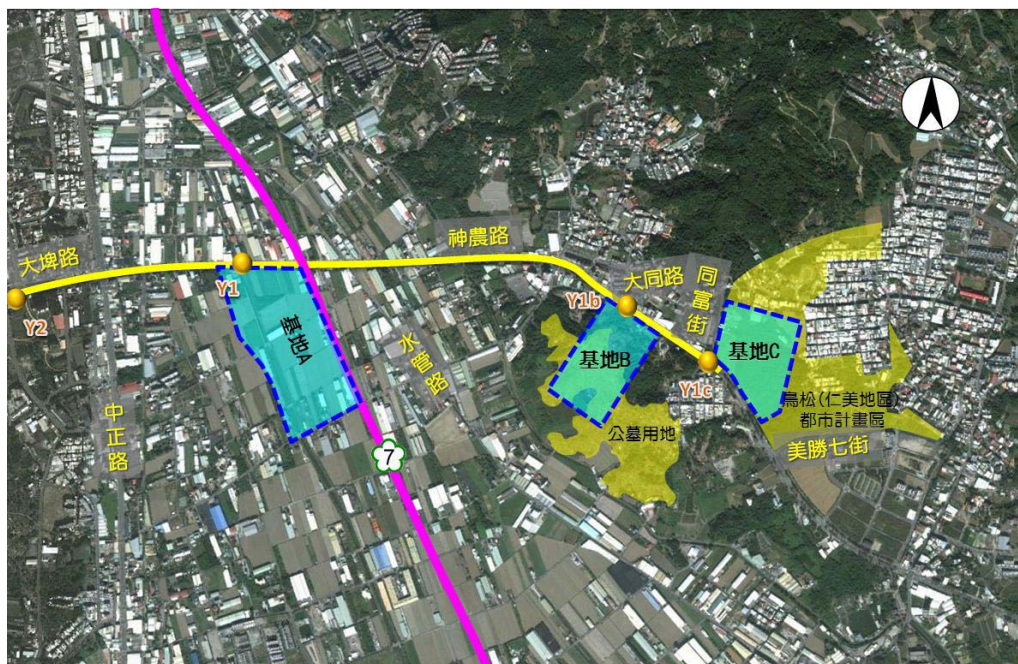 神農路
大埤路
大同路
同富街
Y1
Y1b
Y2
水管路
基地A
基地B
基地C
Y1c
鳥松(仁美地區)
都市計畫區
中正路
公墓用地
美勝七街
7